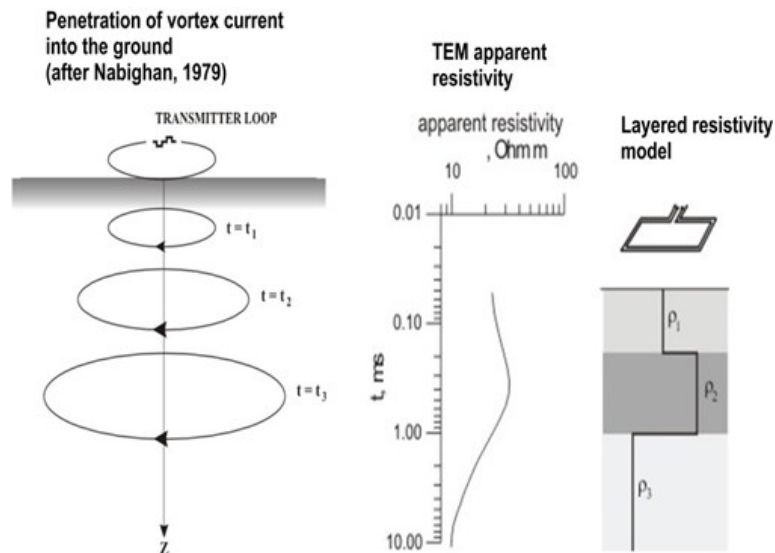 Penetration of vortex current
into the ground
(after Nabighan, 1979)
TRANSMITTER LOOP
t = t₁
t = t₂
t = t₃
Z
TEM apparent
resistivity
apparent resistivity
, Ohm m
10
100
0.01
0.10
1.00
10.00
t, ms
Layered resistivity
model
ρ₁
ρ₂
ρ₃